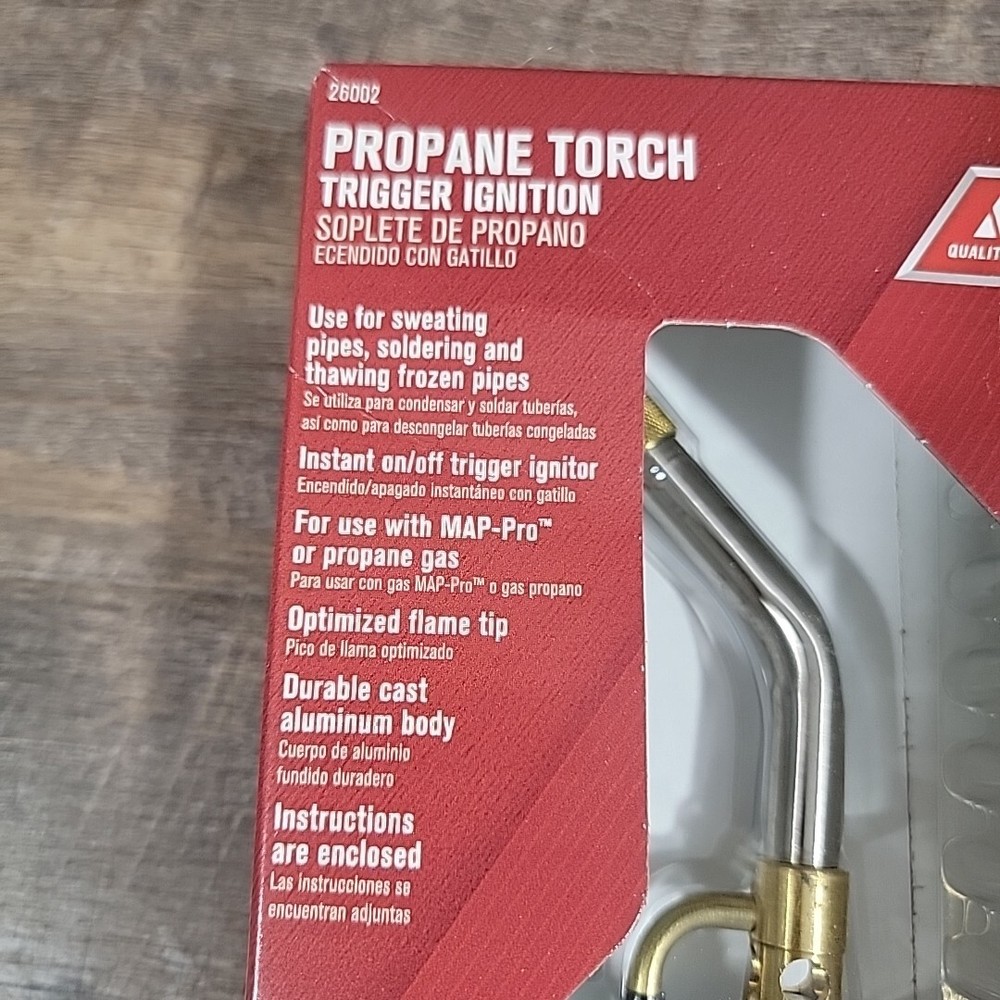 26002
PROPANE TORCH
TRIGGER IGNITION
SOPLETE DE PROPANO
ECENDIDO CON GATILLO
Use for sweating
pipes, soldering and
thawing frozen pipes
Se utiliza para condensar y soldar tuberías,
así como para descongelar tuberías congeladas
Instant on/off trigger ignitor
Encendido/apagado instantáneo con gatillo
For use with MAP-Pro™
or propane gas
Para usar con gas MAP-Pro™ o gas propano
Optimized flame tip
Pico de llama optimizado
Durable cast
aluminum body
Cuerpo de aluminio
fundido duradero
Instructions
are enclosed
Las instrucciones se
encuentran adjuntas